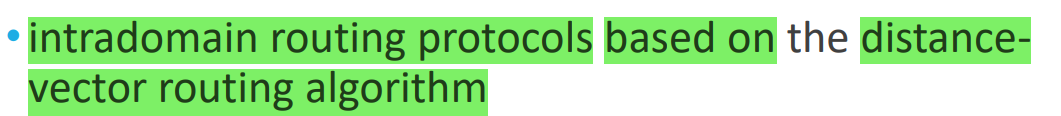 • intradomain routing protocols based on the distance-
vector routing algorithm